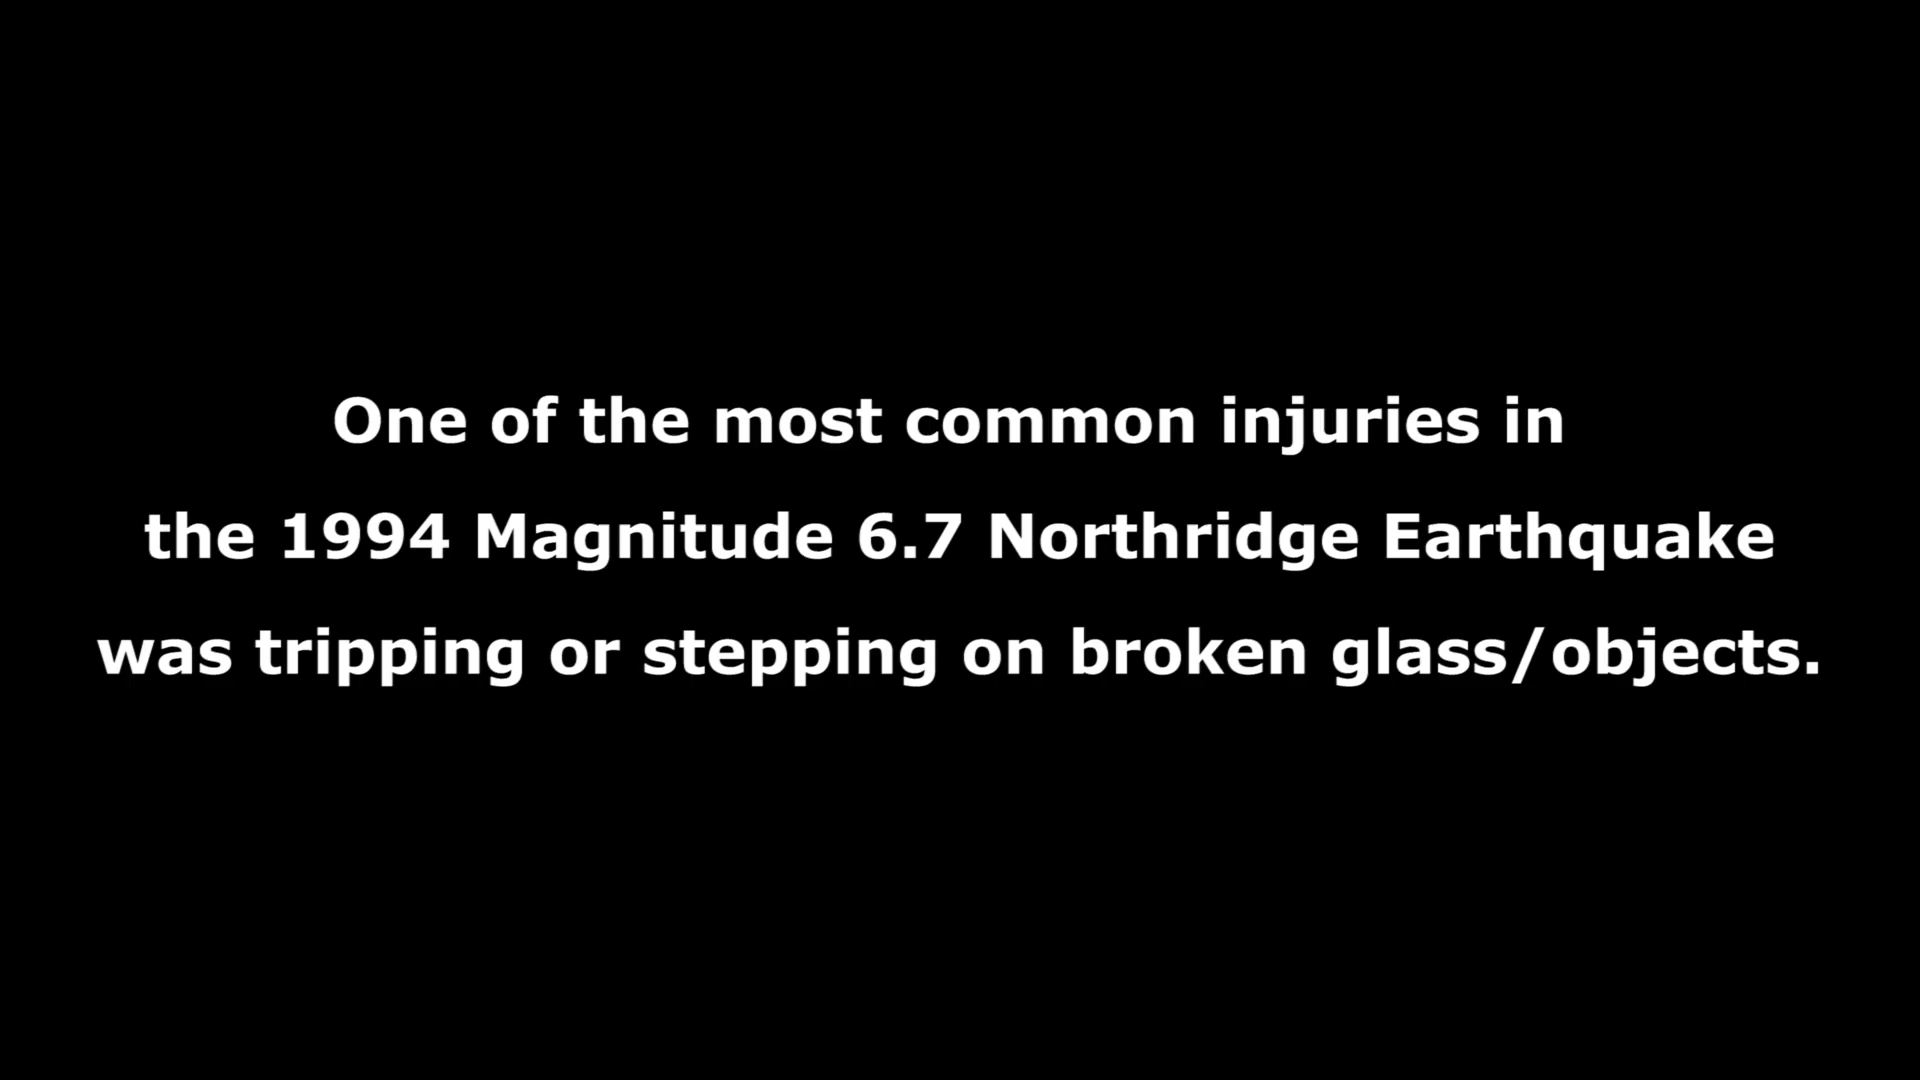 One of the most common injuries in
the 1994 Magnitude 6.7 Northridge Earthquake
was tripping or stepping on broken glass/objects.